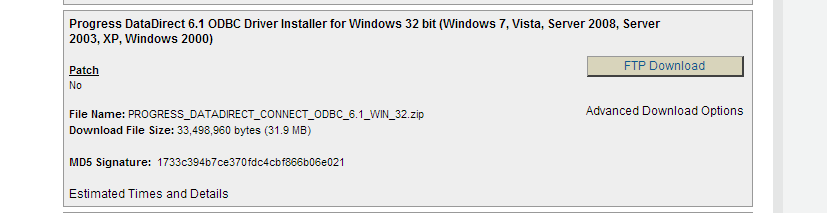 Progress DataDirect 6.1 ODBC Driver Installer for Windows 32 bit (Windows 7, Vista, Server 2008, Server
2003, XP, Windows 2000)
FTP Download
Patch
No
Advanced Download Options
File Name: PROGRESS_DATADIRECT_CONNECT_ODBC_6.1_WIN_32.zip
Download File Size: 33,498,960 bytes (31.9 MB)
MD5 Signature: 1733c394b7ce370fdc4cbf866b06e021
Estimated Times and Details